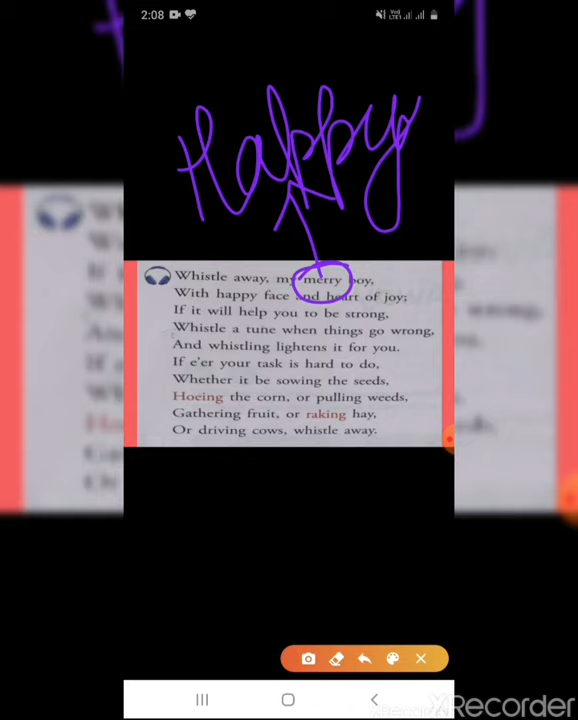 2:08
Vo)
LTE1
Happy
Whistle away, my merry boy,
With happy face and heart of joy;
If it will help you to be strong,
Whistle a tune when things go wrong,
And whistling lightens it for you.
If e'er your task is hard to do,
Whether it be sowing the seeds,
Hoeing the corn, or pulling weeds,
Gathering fruit, or raking hay,
Or driving cows, whistle away.
XRecorder